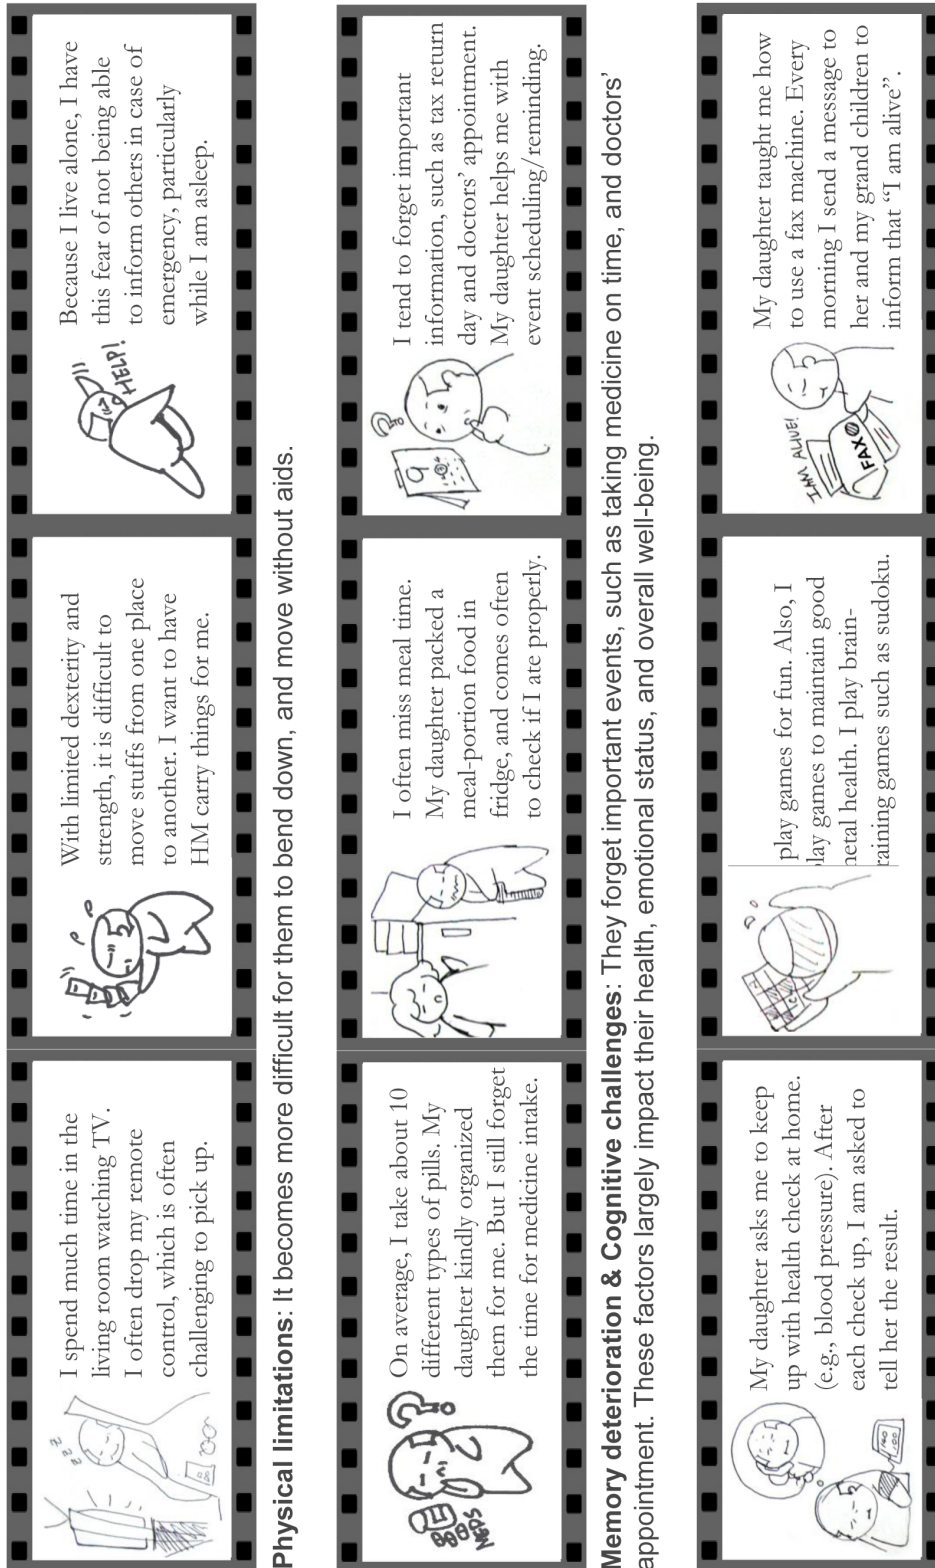 I spend much time in the
living room watching TV.
I often drop my remote
control, which is often
challenging to pick up.
With limited dexterity and
strength, it is difficult to
move stuffs from one place
to another. I want to have
HM carry things for me.
HELP!
Because I live alone, I have
this fear of not being able
to inform others in case of
emergency, particularly
while I am asleep.
Physical limitations: It becomes more difficult for them to bend down, and move without aids.
MEDS
On average, I take about 10
different types of pills. My
daughter kindly organized
them for me. But I still forget
the time for medicine intake.
I often miss meal time.
My daughter packed a
meal-portion food in
fridge, and comes often
to check if I ate properly.
9
I tend to forget important
information, such as tax return
day and doctors’ appointment.
My daughter helps me with
event scheduling/reminding.
Memory deterioration & Cognitive challenges: They forget important events, such as taking medicine on time, and doctors’
appointment. These factors largely impact their health, emotional status, and overall well-being.
My daughter asks me to keep
up with health check at home.
(e.g., blood pressure). After
each check up, I am asked to
tell her the result.
play games for fun. Also, I
lay games to maintain good
netal health. I play brain-
raining games such as sudoku.
I AM ALIVE!
FAX
My daughter taught me how
to use a fax machine. Every
morning I send a message to
her and my grand children to
inform that “I am alive”.